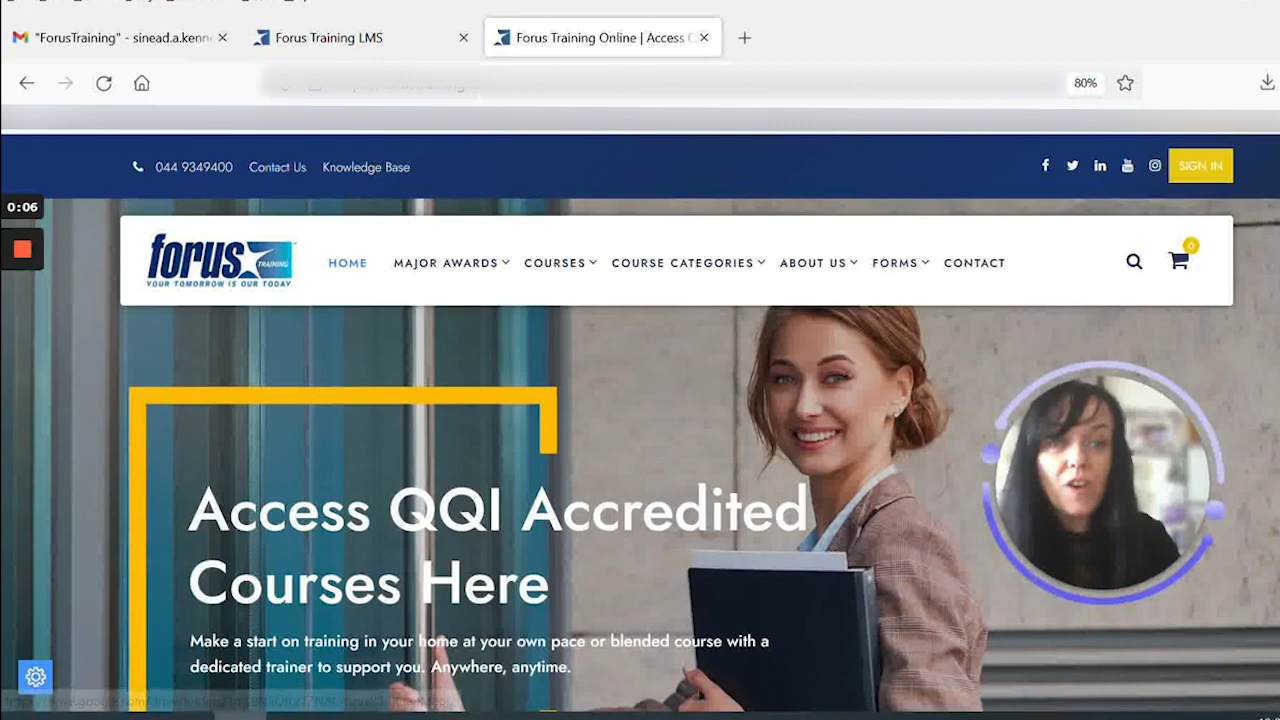 "ForusTraining" - sinead.a.kenn
Forus Training LMS
Forus Training Online | Access
80%
044 9349400
Contact Us
Knowledge Base
SIGN IN
0:06
forus
TRAINING
YOUR TOMORROW IS OUR TODAY
HOME
MAJOR AWARDS
COURSES
COURSE CATEGORIES
ABOUT US
FORMS
CONTACT
0
Access QQI Accredited
Courses Here
Make a start on training in your home at your own pace or blended course with a
dedicated trainer to support you. Anywhere, anytime.